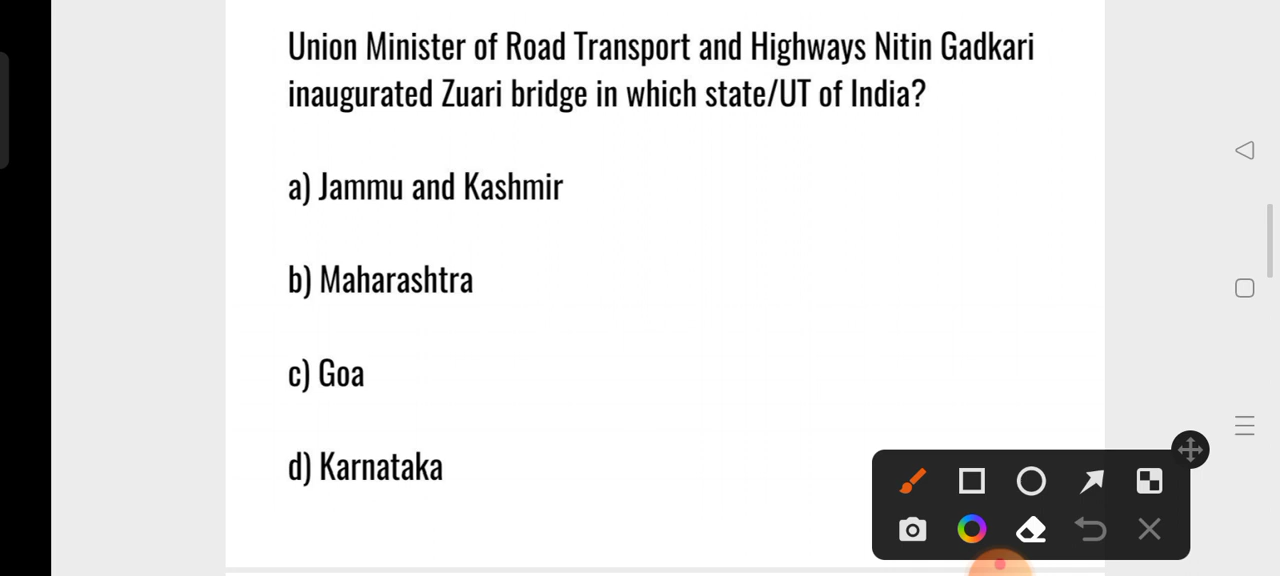 Union Minister of Road Transport and Highways Nitin Gadkari
inaugurated Zuari bridge in which state/UT of India?
a) Jammu and Kashmir
b) Maharashtra
c) Goa
d) Karnataka